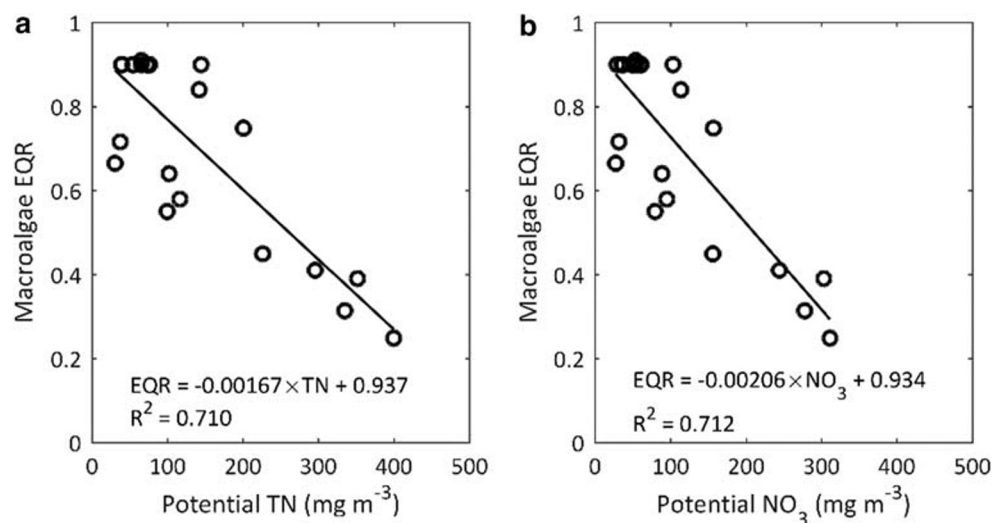 a
1
0.8
0.6
0.4
0.2
0
Macroalgae EQR
EQR = -0.00167×TN + 0.937
R² = 0.710
0 100 200 300 400 500
Potential TN (mg m⁻³)
b
1
0.8
0.6
0.4
0.2
0
Macroalgae EQR
EQR = -0.00206×NO₃ + 0.934
R² = 0.712
0 100 200 300 400 500
Potential NO₃ (mg m⁻³)